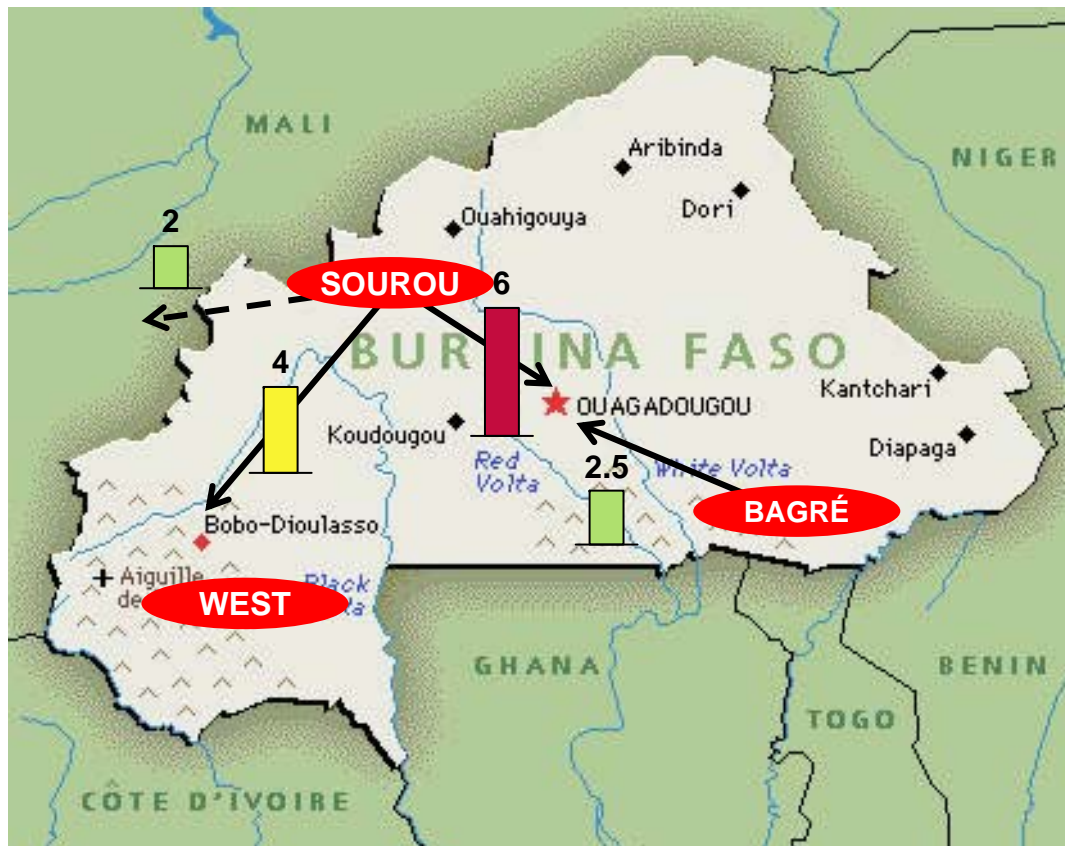 MALI
NIGER
Aribinda
Dori
Ouahigouya
2
SOUROU
6
BURKINA FASO
4
Kantchari
OUAGADOUGOU
Koudougou
Diapaga
Red
Volta
2.5
White Volta
BAGRÉ
Bobo-Dioulasso
Aiguille
de
Black
WEST
GHANA
BENIN
TOGO
CÔTE D'IVOIRE